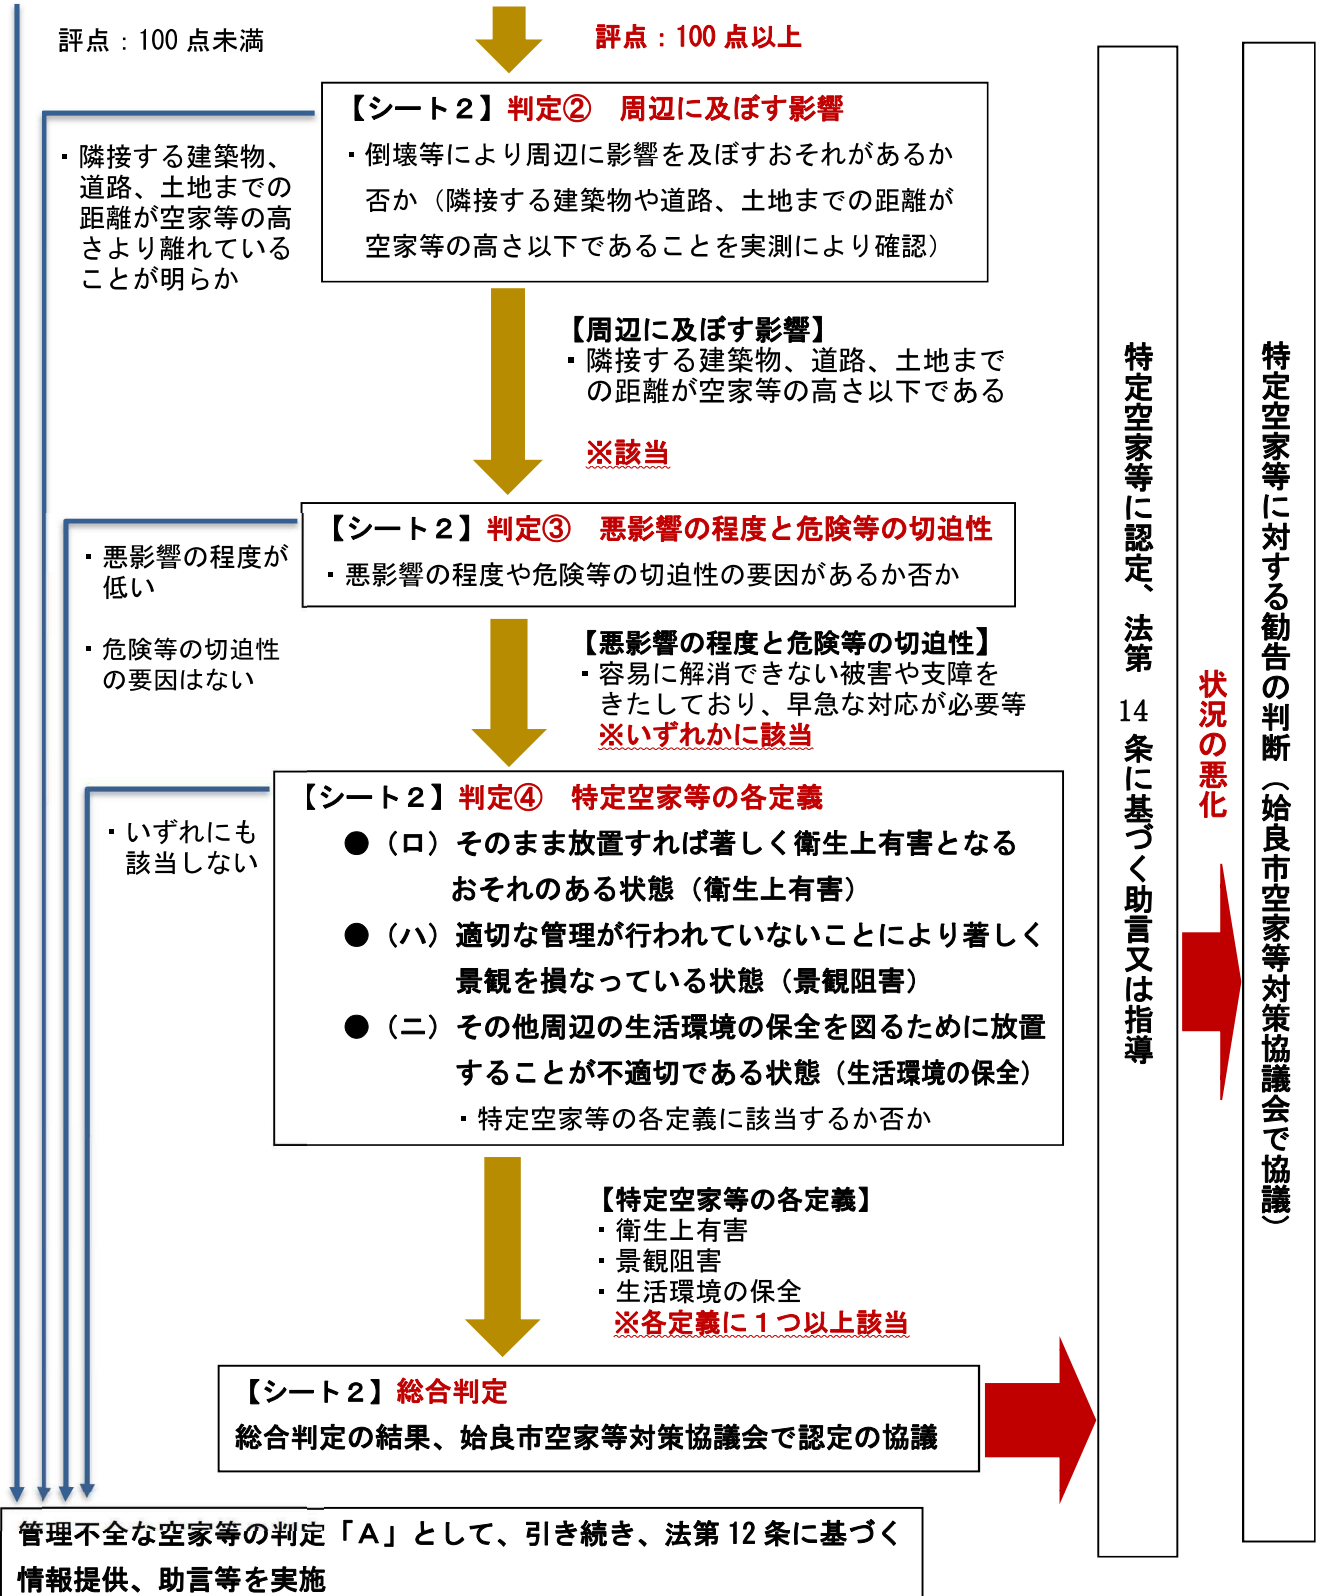 評点：100 点未満
評点：100 点以上
【シート２】判定②　周辺に及ぼす影響
・倒壊等により周辺に影響を及ぼすおそれがあるか
否か（隣接する建築物や道路、土地までの距離が
空家等の高さ以下であることを実測により確認）
・隣接する建築物、
道路、土地までの
距離が空家等の高
さより離れている
ことが明らか
【周辺に及ぼす影響】
・隣接する建築物、道路、土地まで
の距離が空家等の高さ以下である
※該当
【シート２】判定③　悪影響の程度と危険等の切迫性
・悪影響の程度や危険等の切迫性の要因があるか否か
・悪影響の程度が
低い
・危険等の切迫性
の要因はない
【悪影響の程度と危険等の切迫性】
・容易に解消できない被害や支障を
きたしており、早急な対応が必要等
※いずれかに該当
【シート２】判定④　特定空家等の各定義
●（ロ）そのまま放置すれば著しく衛生上有害となる
おそれのある状態（衛生上有害）
●（ハ）適切な管理が行われていないことにより著しく
景観を損なっている状態（景観阻害）
●（ニ）その他周辺の生活環境の保全を図るために放置
することが不適切である状態（生活環境の保全）
・特定空家等の各定義に該当するか否か
・いずれにも
該当しない
【特定空家等の各定義】
・衛生上有害
・景観阻害
・生活環境の保全
※各定義に１つ以上該当
【シート２】総合判定
総合判定の結果、姶良市空家等対策協議会で認定の協議
管理不全な空家等の判定「Ａ」として、引き続き、法第 12 条に基づく
情報提供、助言等を実施
特定空家等に認定、法第 14 条に基づく助言又は指導
状況の悪化
特定空家等に対する勧告の判断（姶良市空家等対策協議会で協議）